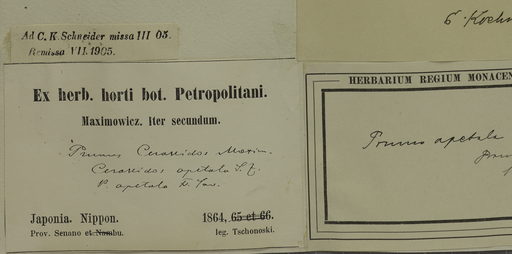 Ad C. K. Schneider missa III 05.
Remissa VII. 1905.
Ex herb. horti bot. Petropolitani.
Maximowicz. Iter secundum.
Prunus Ceraseidos Maxim.
Ceraseidos apetala S. Z.
P. apetala Fr. Sav.
Japonia. Nippon. 1864, 65 et 66.
Prov. Senano et Nambu. leg. Tschonoski.
HERBARIUM REGIUM MONACEN
Prunus apetala